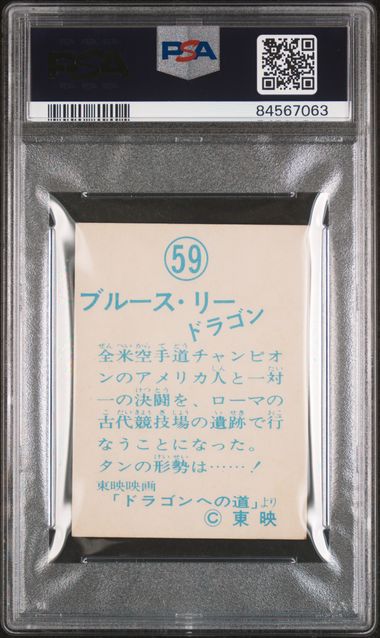 PSA
PSA
84567063
59
ブルース・リー
ドラゴン
全米空手道チャンピオ
ンのアメリカ人と一対
一の決闘を、ローマの
古代競技場の遺跡で行
なうことになった。
タンの形勢は……！
東映映画
「ドラゴンへの道」より
© 東映